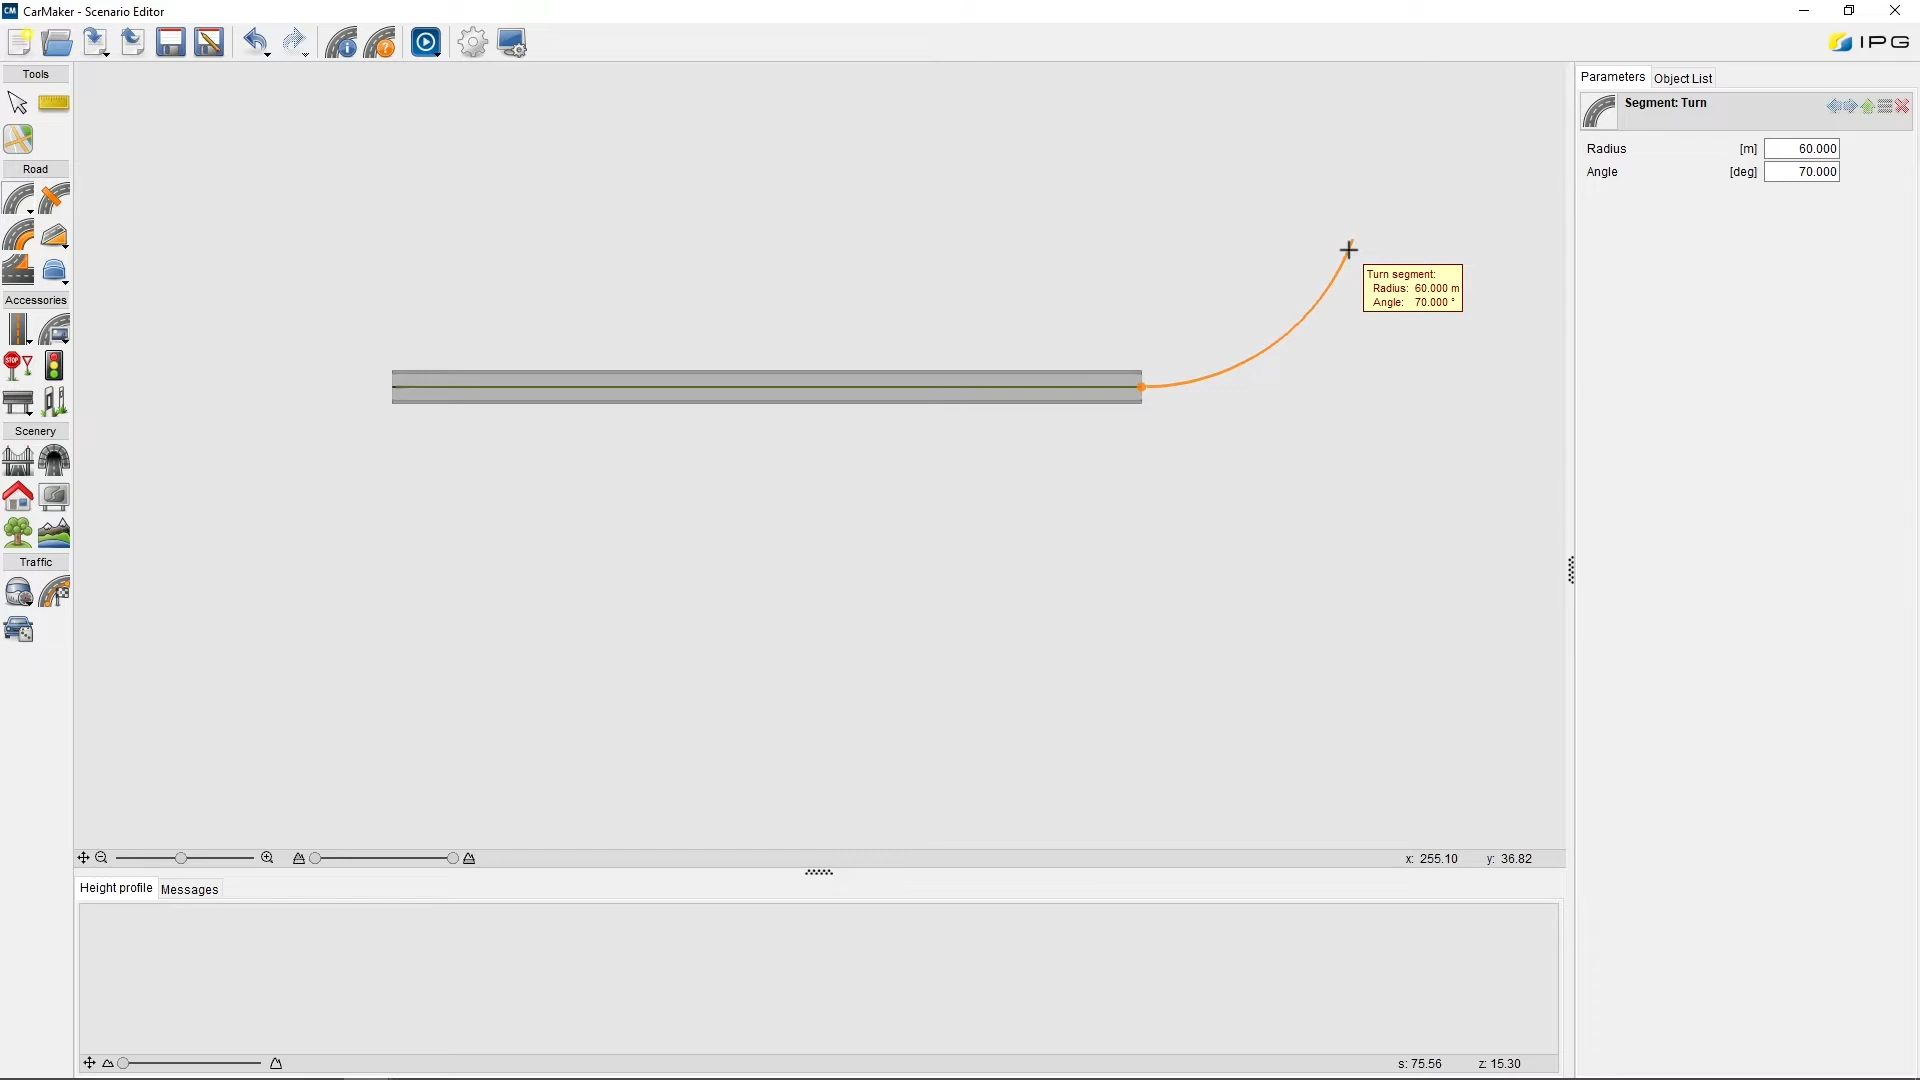 CM CarMaker - Scenario Editor
IPG
Tools
Road
Accessories
STOP
Scenery
Traffic
Parameters Object List
Segment: Turn
Radius [m] 60.000
Angle [deg] 70.000
Turn segment:
Radius: 60.000 m
Angle: 70.000 °
x: 255.10 y: 36.82
Height profile Messages
s: 75.56 z: 15.30